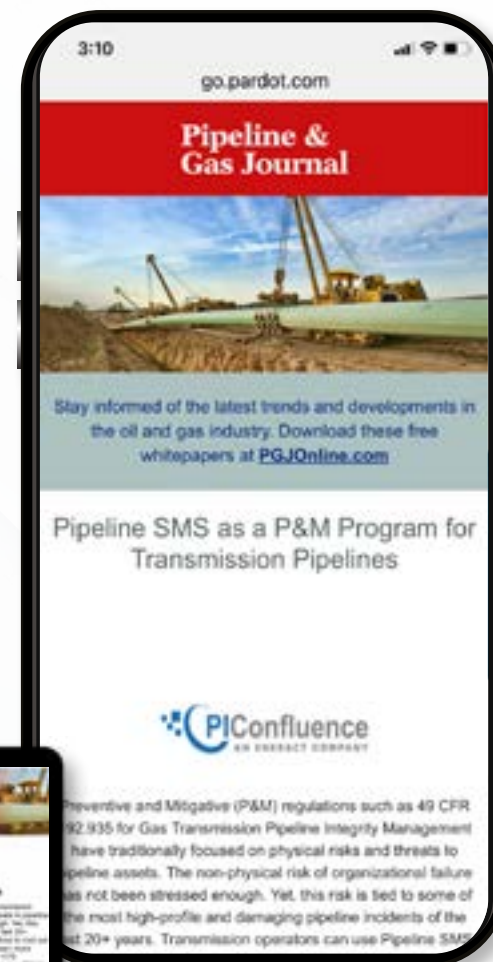 3:10
go.pardot.com
Pipeline &
Gas Journal
Stay informed of the latest trends and developments in
the oil and gas industry. Download these free
whitepapers at PGJOnline.com
Pipeline SMS as a P&M Program for
Transmission Pipelines
PIConfluence
AN ENERACT COMPANY
Preventive and Mitigative (P&M) regulations such as 49 CFR
192.935 for Gas Transmission Pipeline Integrity Management
have traditionally focused on physical risks and threats to
pipeline assets. The non-physical risk of organizational failure
has not been stressed enough. Yet, this risk is tied to some of
the most high-profile and damaging pipeline incidents of the
20+ years. Transmission operators can use Pipeline SMS